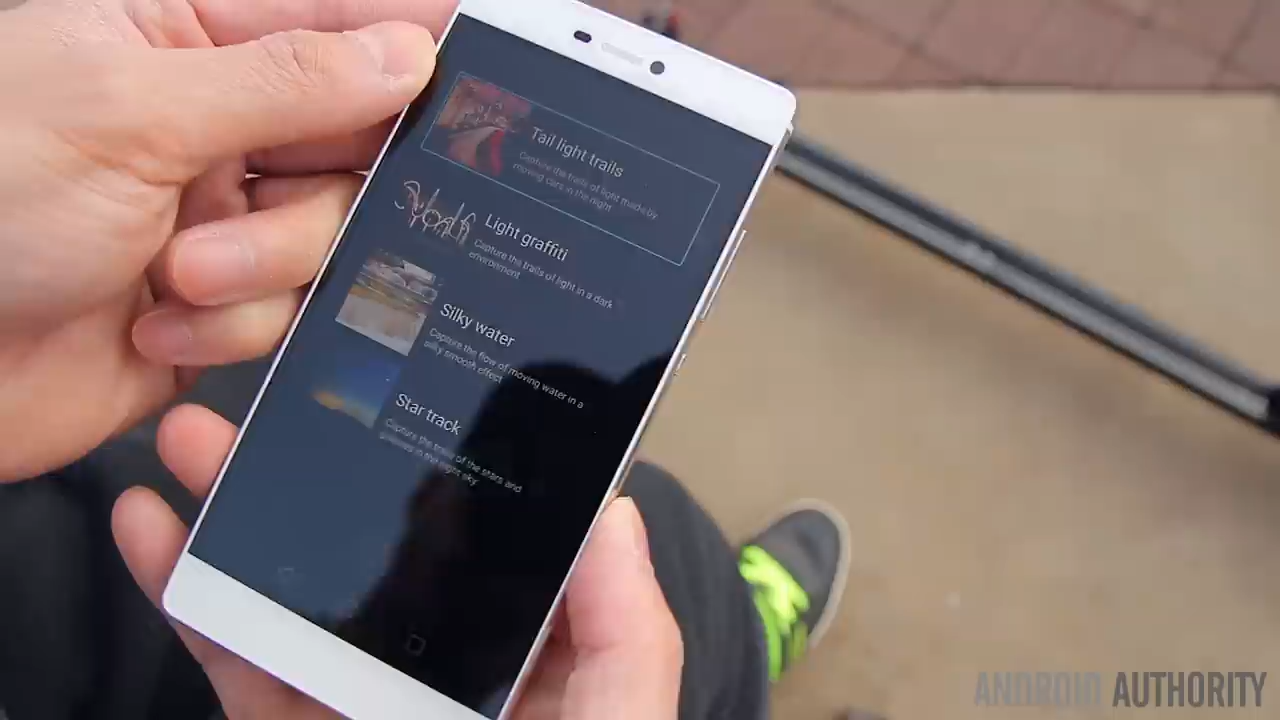 Tail light trails
Capture the trails of light made by
moving cars in the night
Light graffiti
Capture the trails of light in a dark
environment
Silky water
Capture the flow of moving water in a
silky smooth effect
Star track
Capture the trails of the stars and
in the night sky
ANDROID AUTHORITY